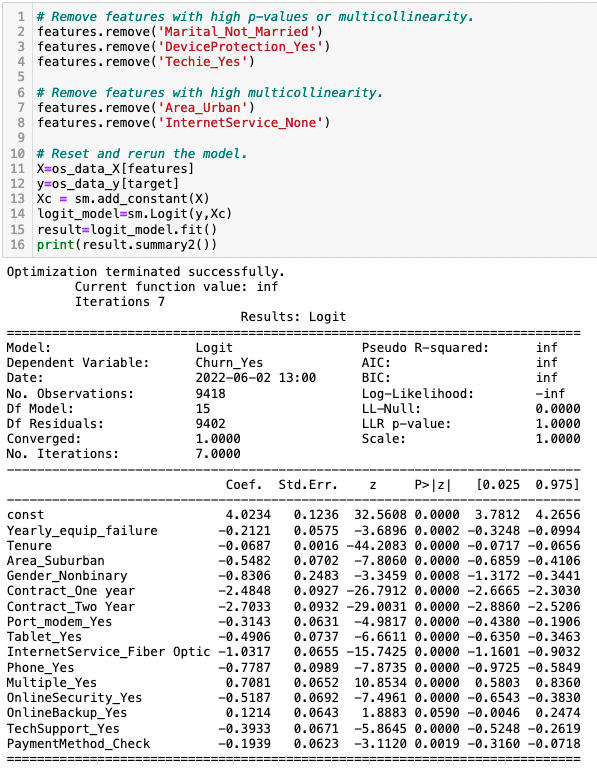 1 # Remove features with high p-values or multicollinearity.
2 features.remove('Marital_Not_Married')
3 features.remove('DeviceProtection_Yes')
4 features.remove('Techie_Yes')
5
6 # Remove features with high multicollinearity.
7 features.remove('Area_Urban')
8 features.remove('InternetService_None')
9
10 # Reset and rerun the model.
11 X=os_data_X[features]
12 y=os_data_y[target]
13 Xc = sm.add_constant(X)
14 logit_model=sm.Logit(y,Xc)
15 result=logit_model.fit()
16 print(result.summary2())
Optimization terminated successfully.
Current function value: inf
Iterations 7
Results: Logit
Model: Logit Pseudo R-squared: inf
Dependent Variable: Churn_Yes AIC: inf
Date: 2022-06-02 13:00 BIC: inf
No. Observations: 9418 Log-Likelihood: -inf
Df Model: 15 LL-Null: 0.0000
Df Residuals: 9402 LLR p-value: 1.0000
Converged: 1.0000 Scale: 1.0000
No. Iterations: 7.0000
Coef. Std.Err. z P>|z| [0.025 0.975]
const 4.0234 0.1236 32.5608 0.0000 3.7812 4.2656
Yearly_equip_failure -0.2121 0.0575 -3.6896 0.0002 -0.3248 -0.0994
Tenure -0.0687 0.0016 -44.2083 0.0000 -0.0717 -0.0656
Area_Suburban -0.5482 0.0702 -7.8060 0.0000 -0.6859 -0.4106
Gender_Nonbinary -0.8306 0.2483 -3.3459 0.0008 -1.3172 -0.3441
Contract_One year -2.4848 0.0927 -26.7912 0.0000 -2.6665 -2.3030
Contract_Two Year -2.7033 0.0932 -29.0031 0.0000 -2.8860 -2.5206
Port_modem_Yes -0.3143 0.0631 -4.9817 0.0000 -0.4380 -0.1906
Tablet_Yes -0.4906 0.0737 -6.6611 0.0000 -0.6350 -0.3463
InternetService_Fiber Optic -1.0317 0.0655 -15.7425 0.0000 -1.1601 -0.9032
Phone_Yes -0.7787 0.0989 -7.8735 0.0000 -0.9725 -0.5849
Multiple_Yes 0.7081 0.0652 10.8534 0.0000 0.5803 0.8360
OnlineSecurity_Yes -0.5187 0.0692 -7.4961 0.0000 -0.6543 -0.3830
OnlineBackup_Yes 0.1214 0.0643 1.8883 0.0590 -0.0046 0.2474
TechSupport_Yes -0.3933 0.0671 -5.8645 0.0000 -0.5248 -0.2619
PaymentMethod_Check -0.1939 0.0623 -3.1120 0.0019 -0.3160 -0.0718